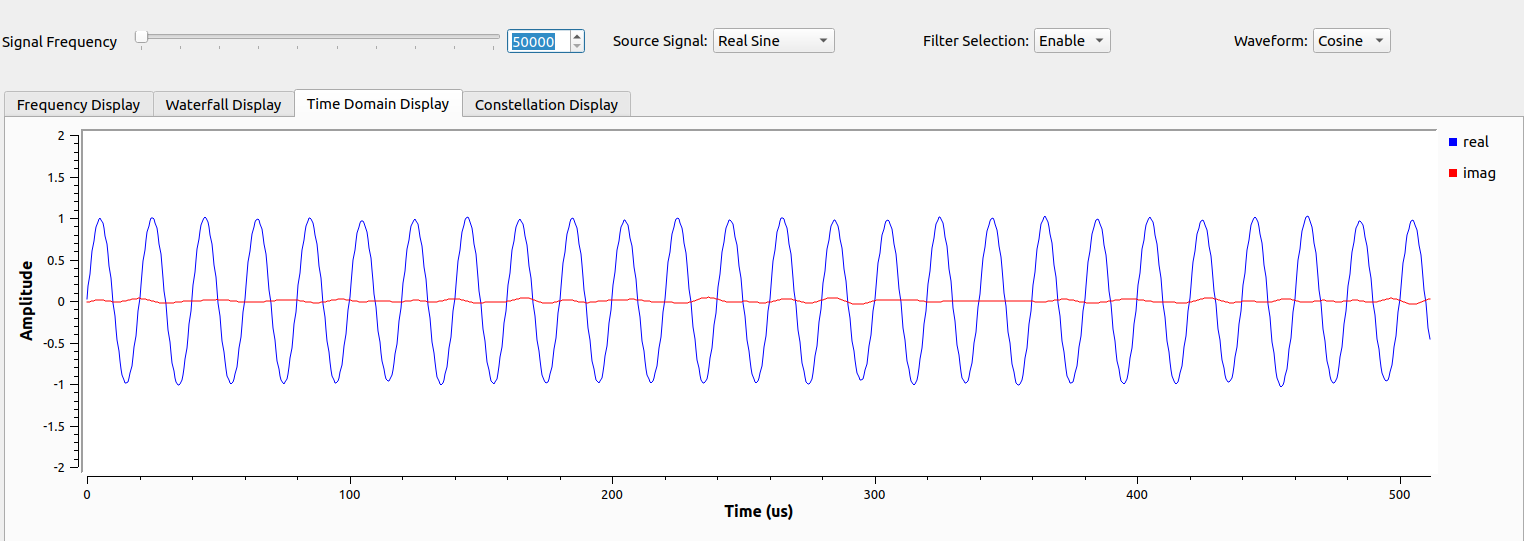 Signal Frequency 50000 Source Signal: Real Sine Filter Selection: Enable Waveform: Cosine
Frequency Display Waterfall Display Time Domain Display Constellation Display
real
imag
2
1.5
1
0.5
0
-0.5
-1
-1.5
-2
Amplitude
0 100 200 300 400 500
Time (us)